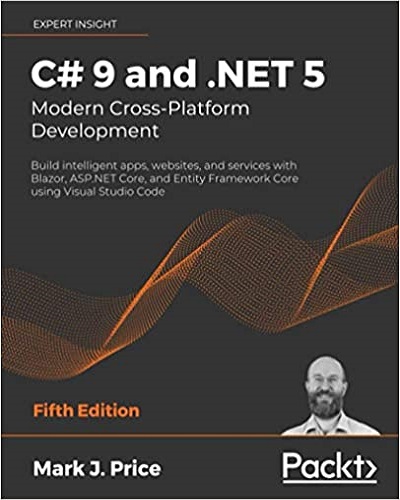 EXPERT INSIGHT
C# 9 and .NET 5
Modern Cross-Platform
Development
Build intelligent apps, websites, and services with
Blazor, ASP.NET Core, and Entity Framework Core
using Visual Studio Code
Fifth Edition
Mark J. Price
Packt>